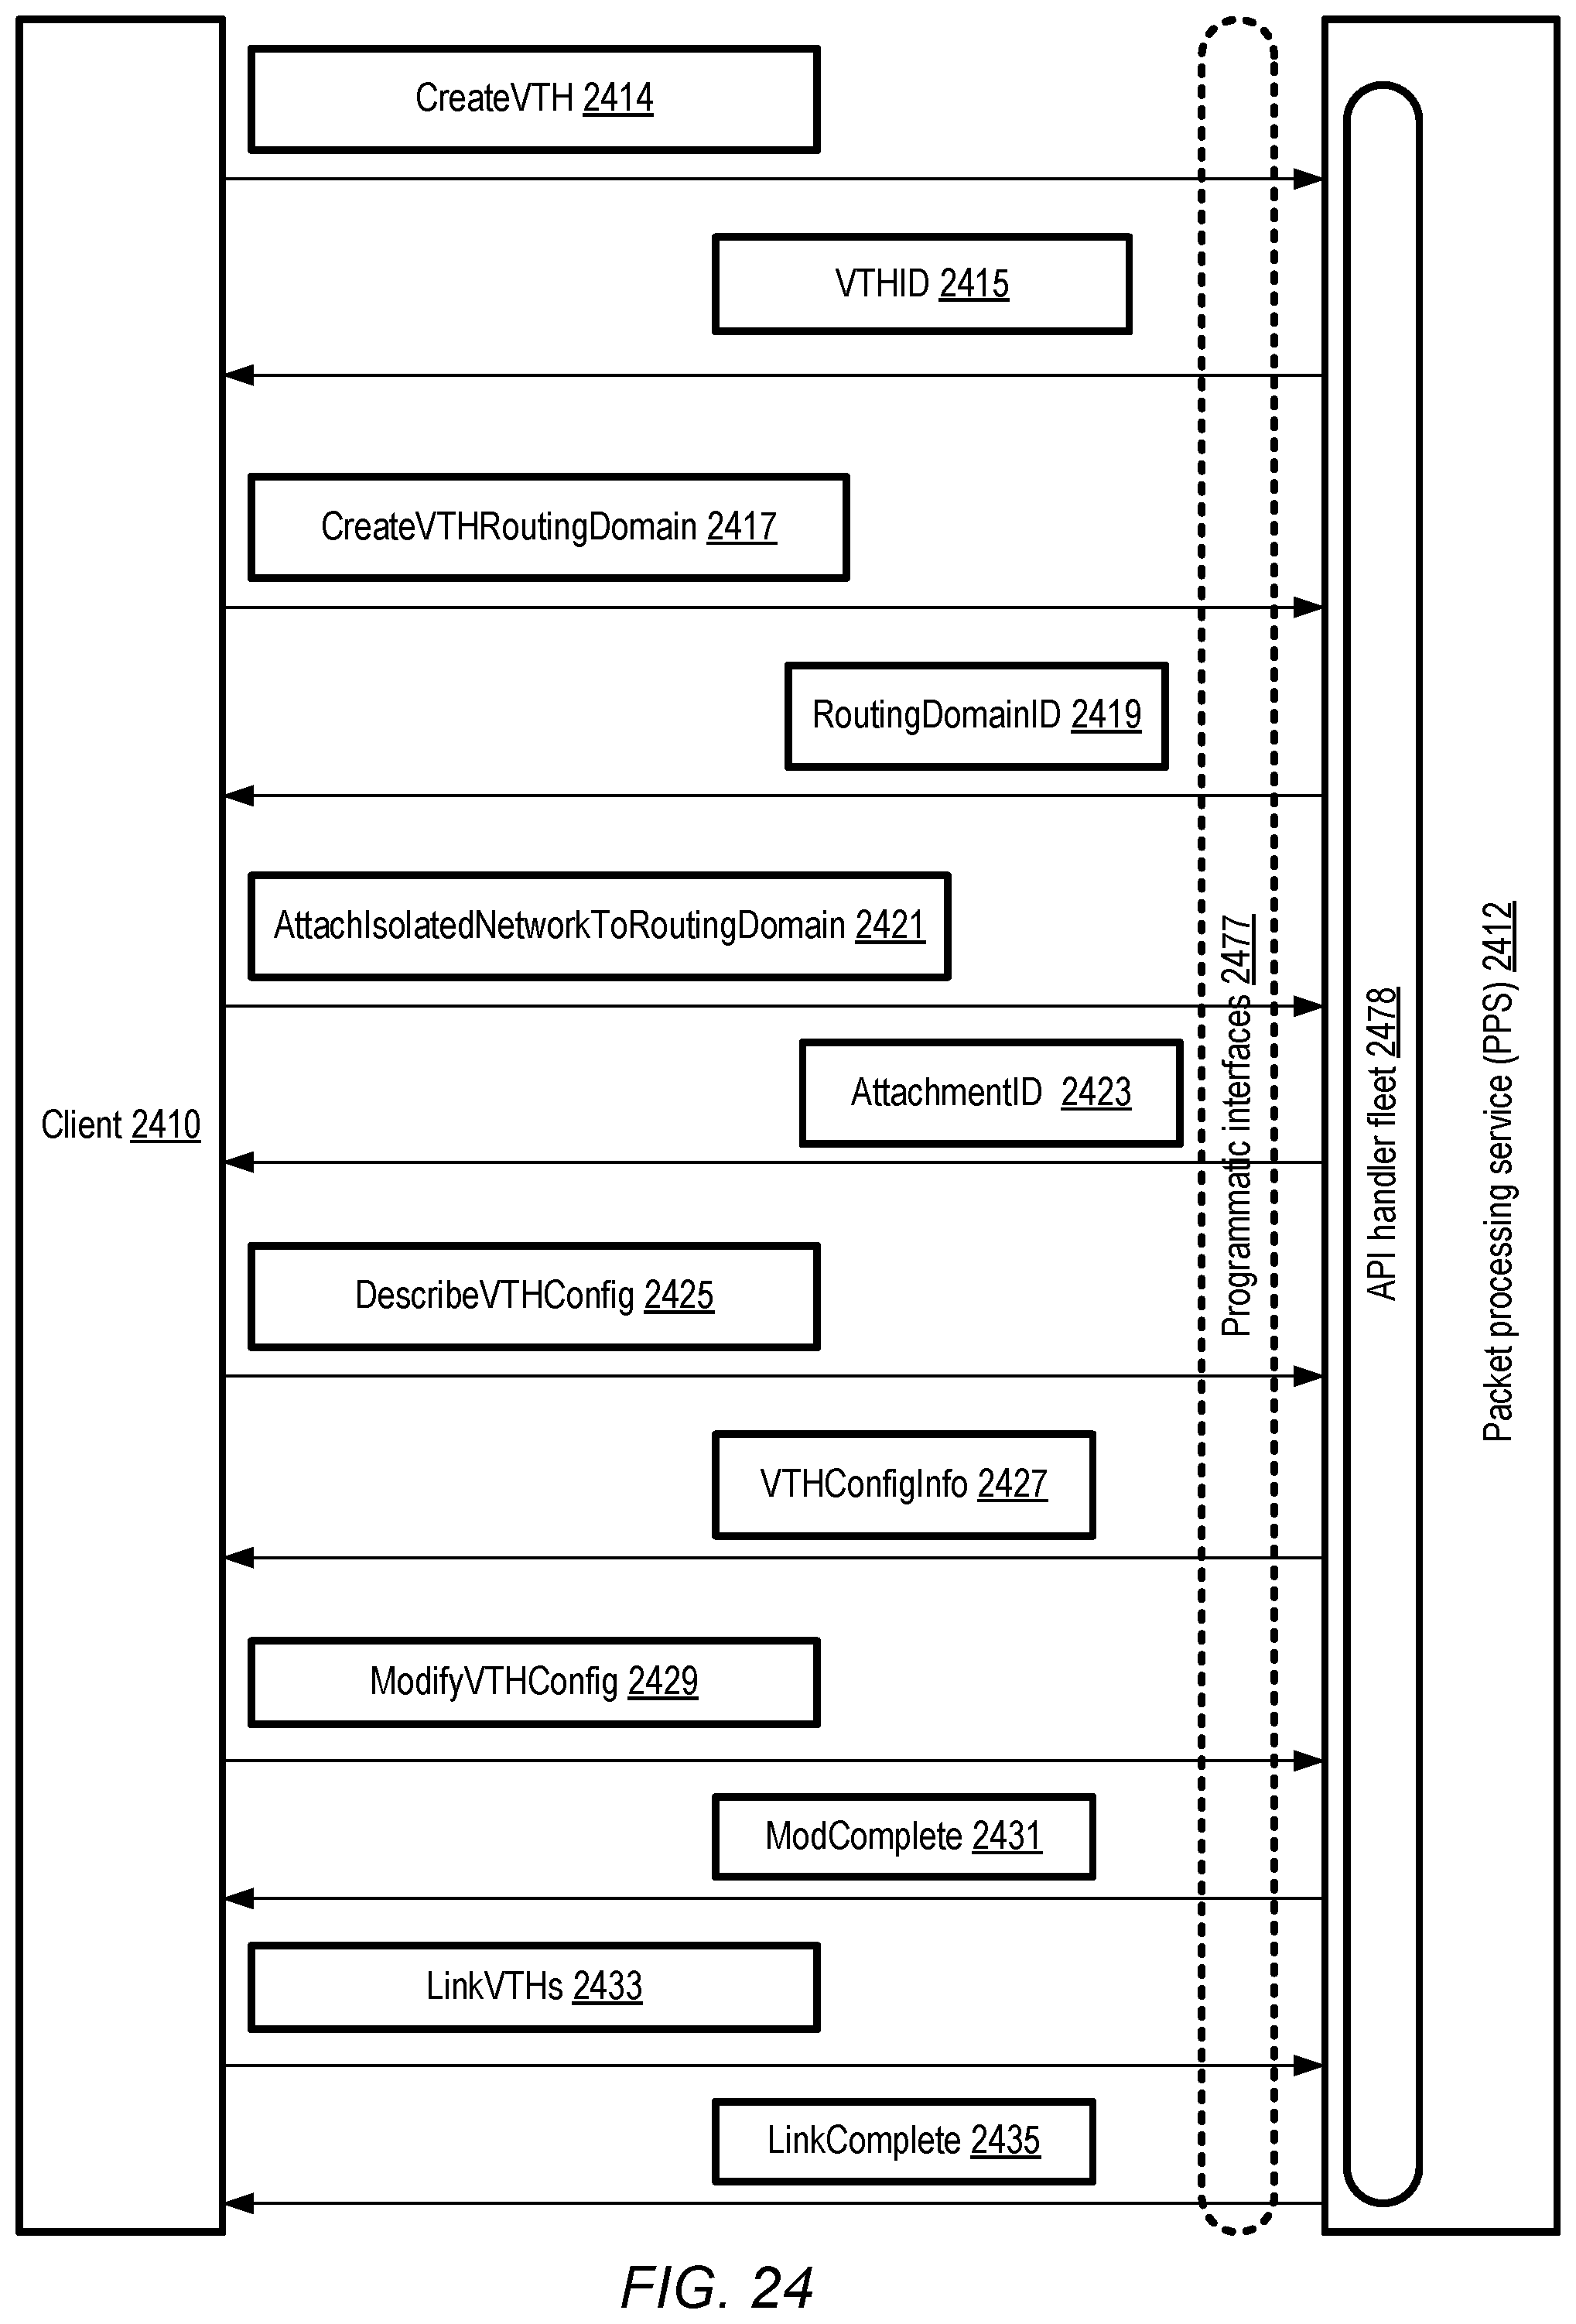 CreateVTH 2414
VTHID 2415
CreateVTHRoutingDomain 2417
RoutingDomainID 2419
AttachIsolatedNetworkToRoutingDomain 2421
AttachmentID 2423
Client 2410
DescribeVTHConfig 2425
VTHConfigInfo 2427
ModifyVTHConfig 2429
ModComplete 2431
LinkVTHs 2433
LinkComplete 2435
Programmatic interfaces 2477
API handler fleet 2478
Packet processing service (PPS) 2412
FIG. 24